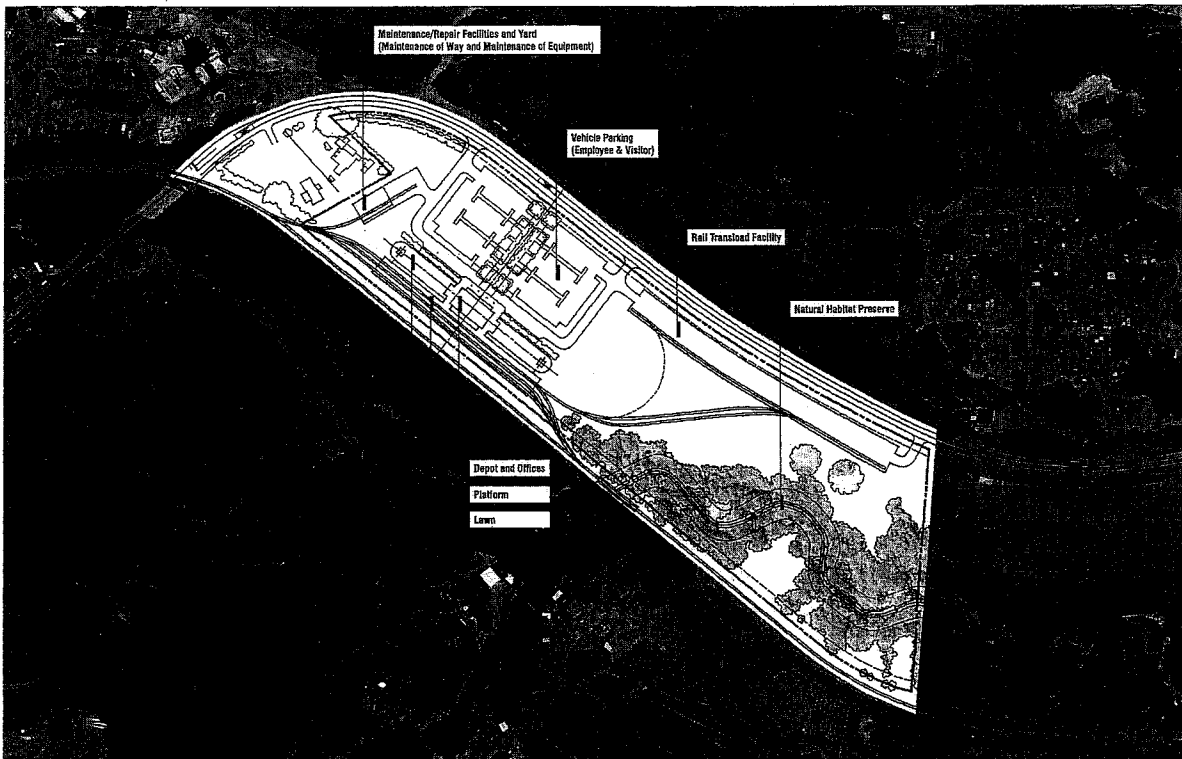 Maintenance/Repair Facilities and Yard
(Maintenance of Way and Maintenance of Equipment)
Vehicle Parking
(Employee & Visitor)
Rail Transload Facility
Natural Habitat Preserve
Depot and Offices
Platform
Lawn